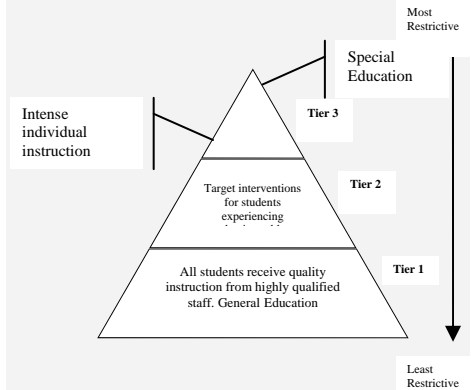 Most
Restrictive
Special
Education
Intense
individual
instruction
Tier 3
Target interventions
for students
experiencing
Tier 2
All students receive quality
instruction from highly qualified
staff. General Education
Tier 1
Least
Restrictive